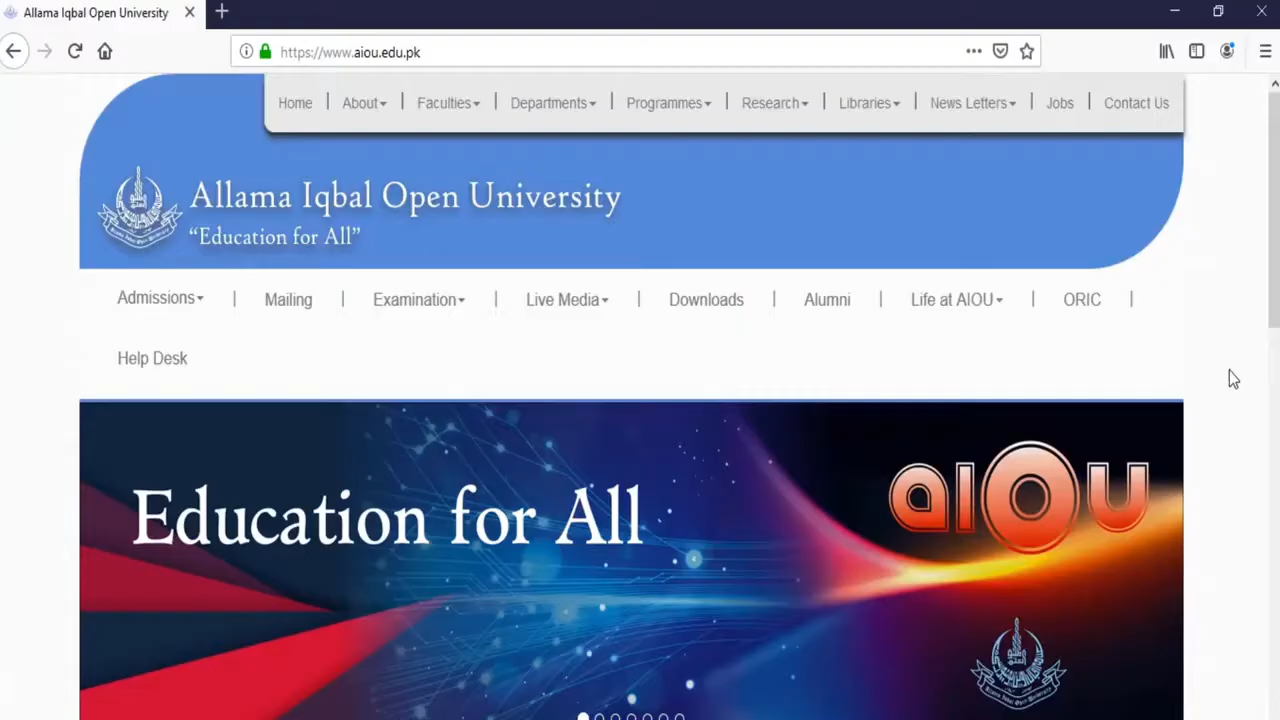 Allama Iqbal Open University
https://www.aiou.edu.pk
Home | About | Faculties | Departments | Programmes | Research | Libraries | News Letters | Jobs | Contact Us
Allama Iqbal Open University
“Education for All”
Admissions | Mailing | Examination | Live Media | Downloads | Alumni | Life at AIOU | ORIC |
Help Desk
Education for All
aIOU